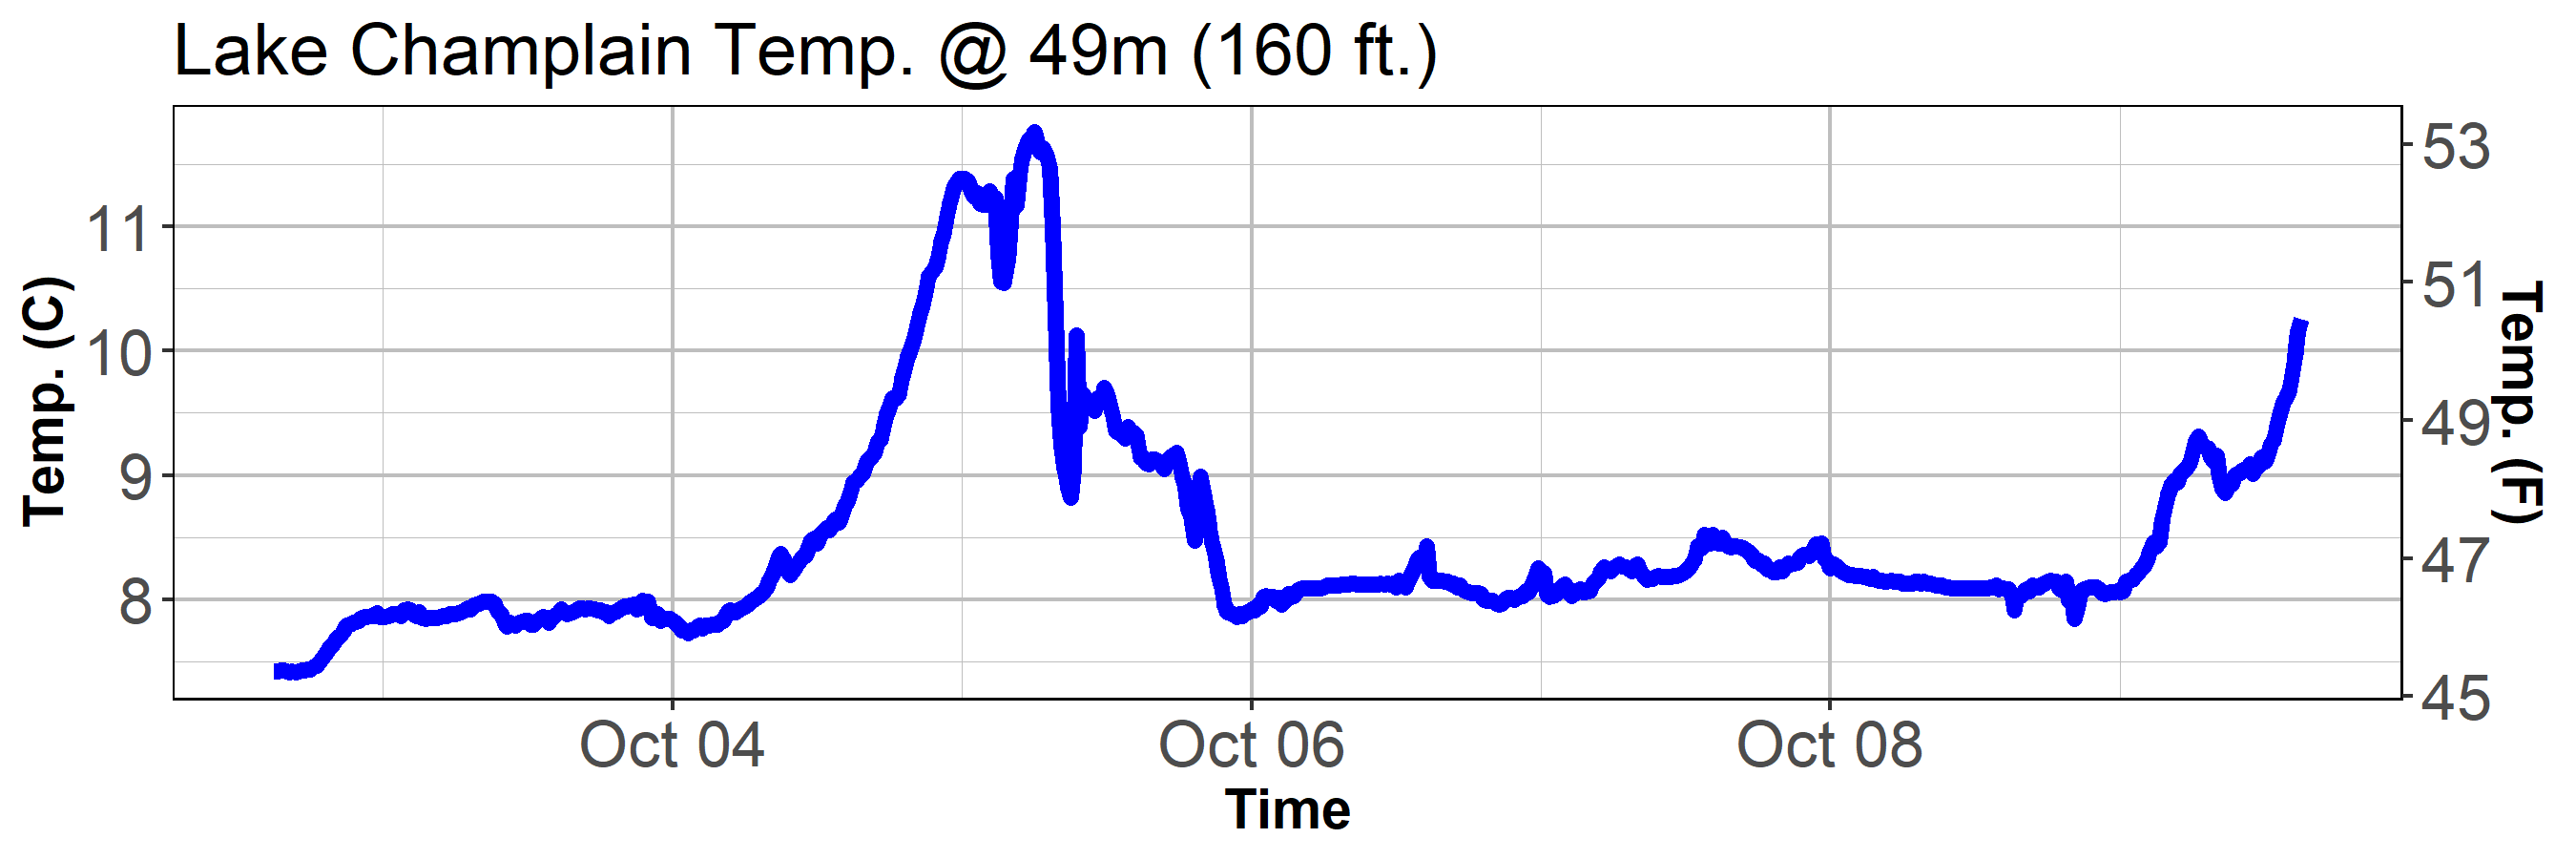 Lake Champlain Temp. @ 49m (160 ft.)
Temp. (C)
11
10
9
8
53
51
49
47
45
Temp. (F)
Oct 04 Oct 06 Oct 08
Time